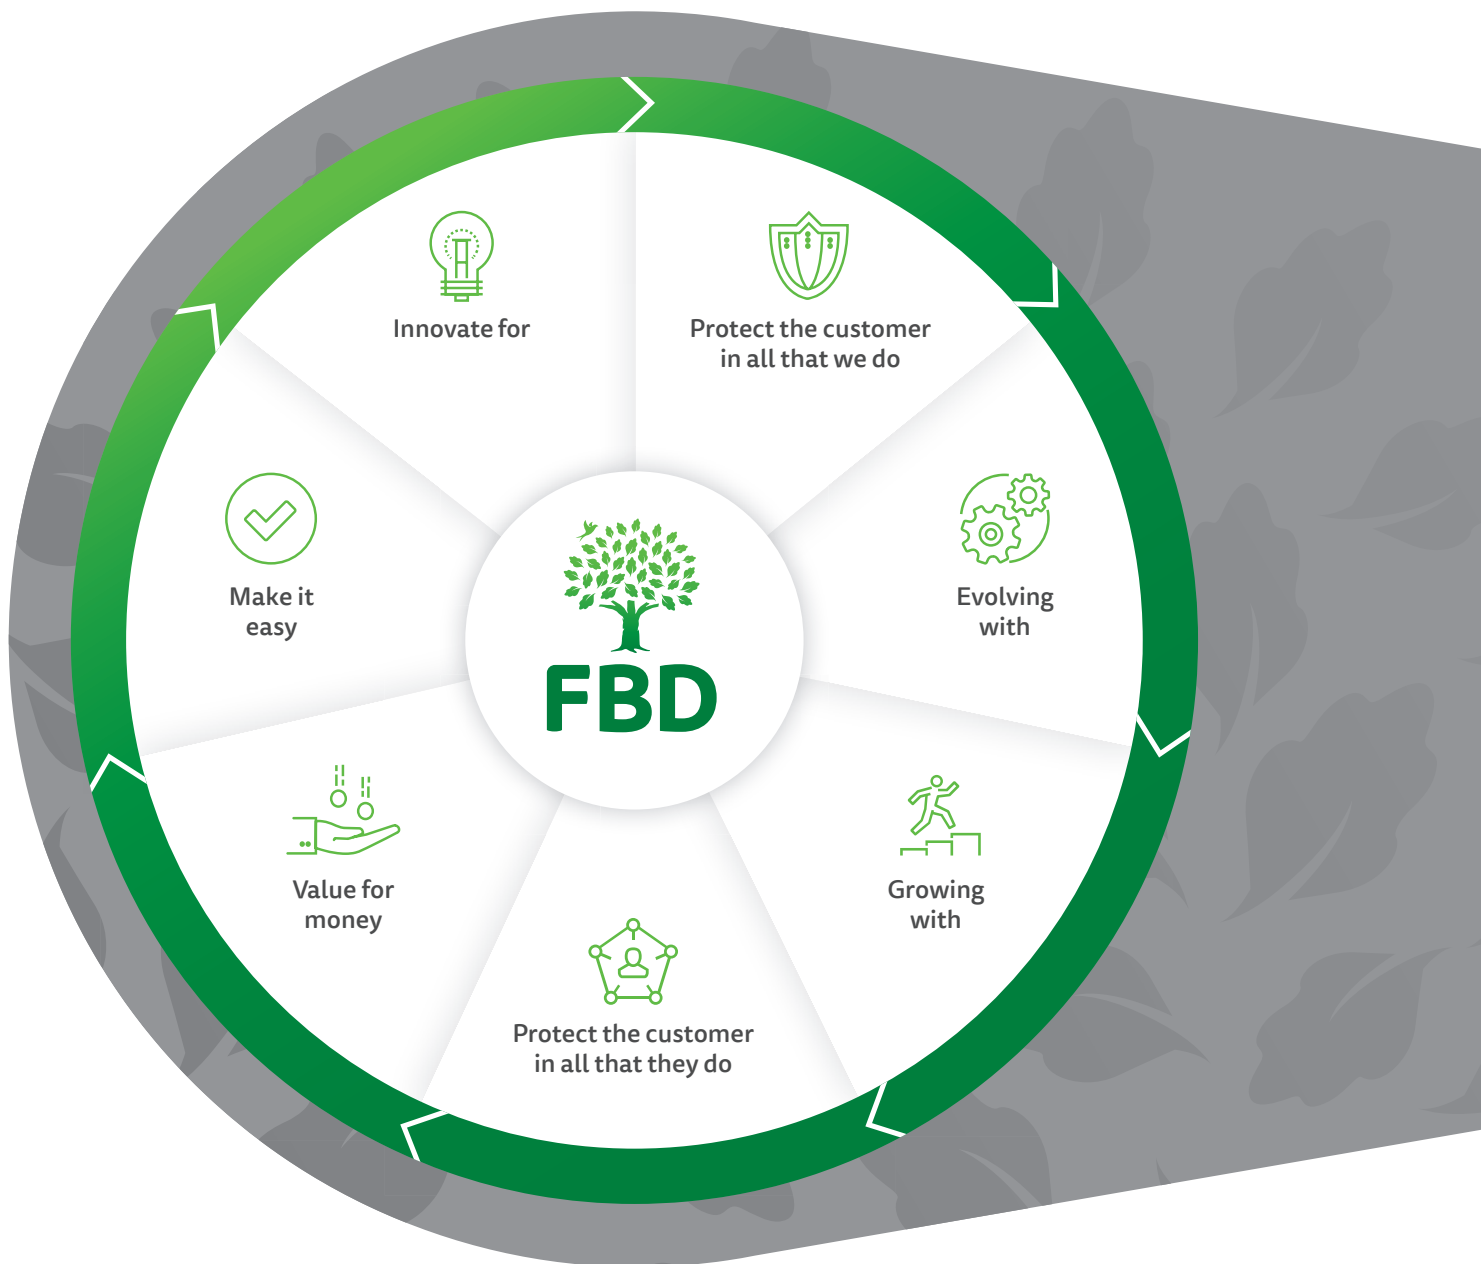 Innovate for
Protect the customer
in all that we do
Make it
easy
Evolving
with
FBD
Value for
money
Growing
with
Protect the customer
in all that they do